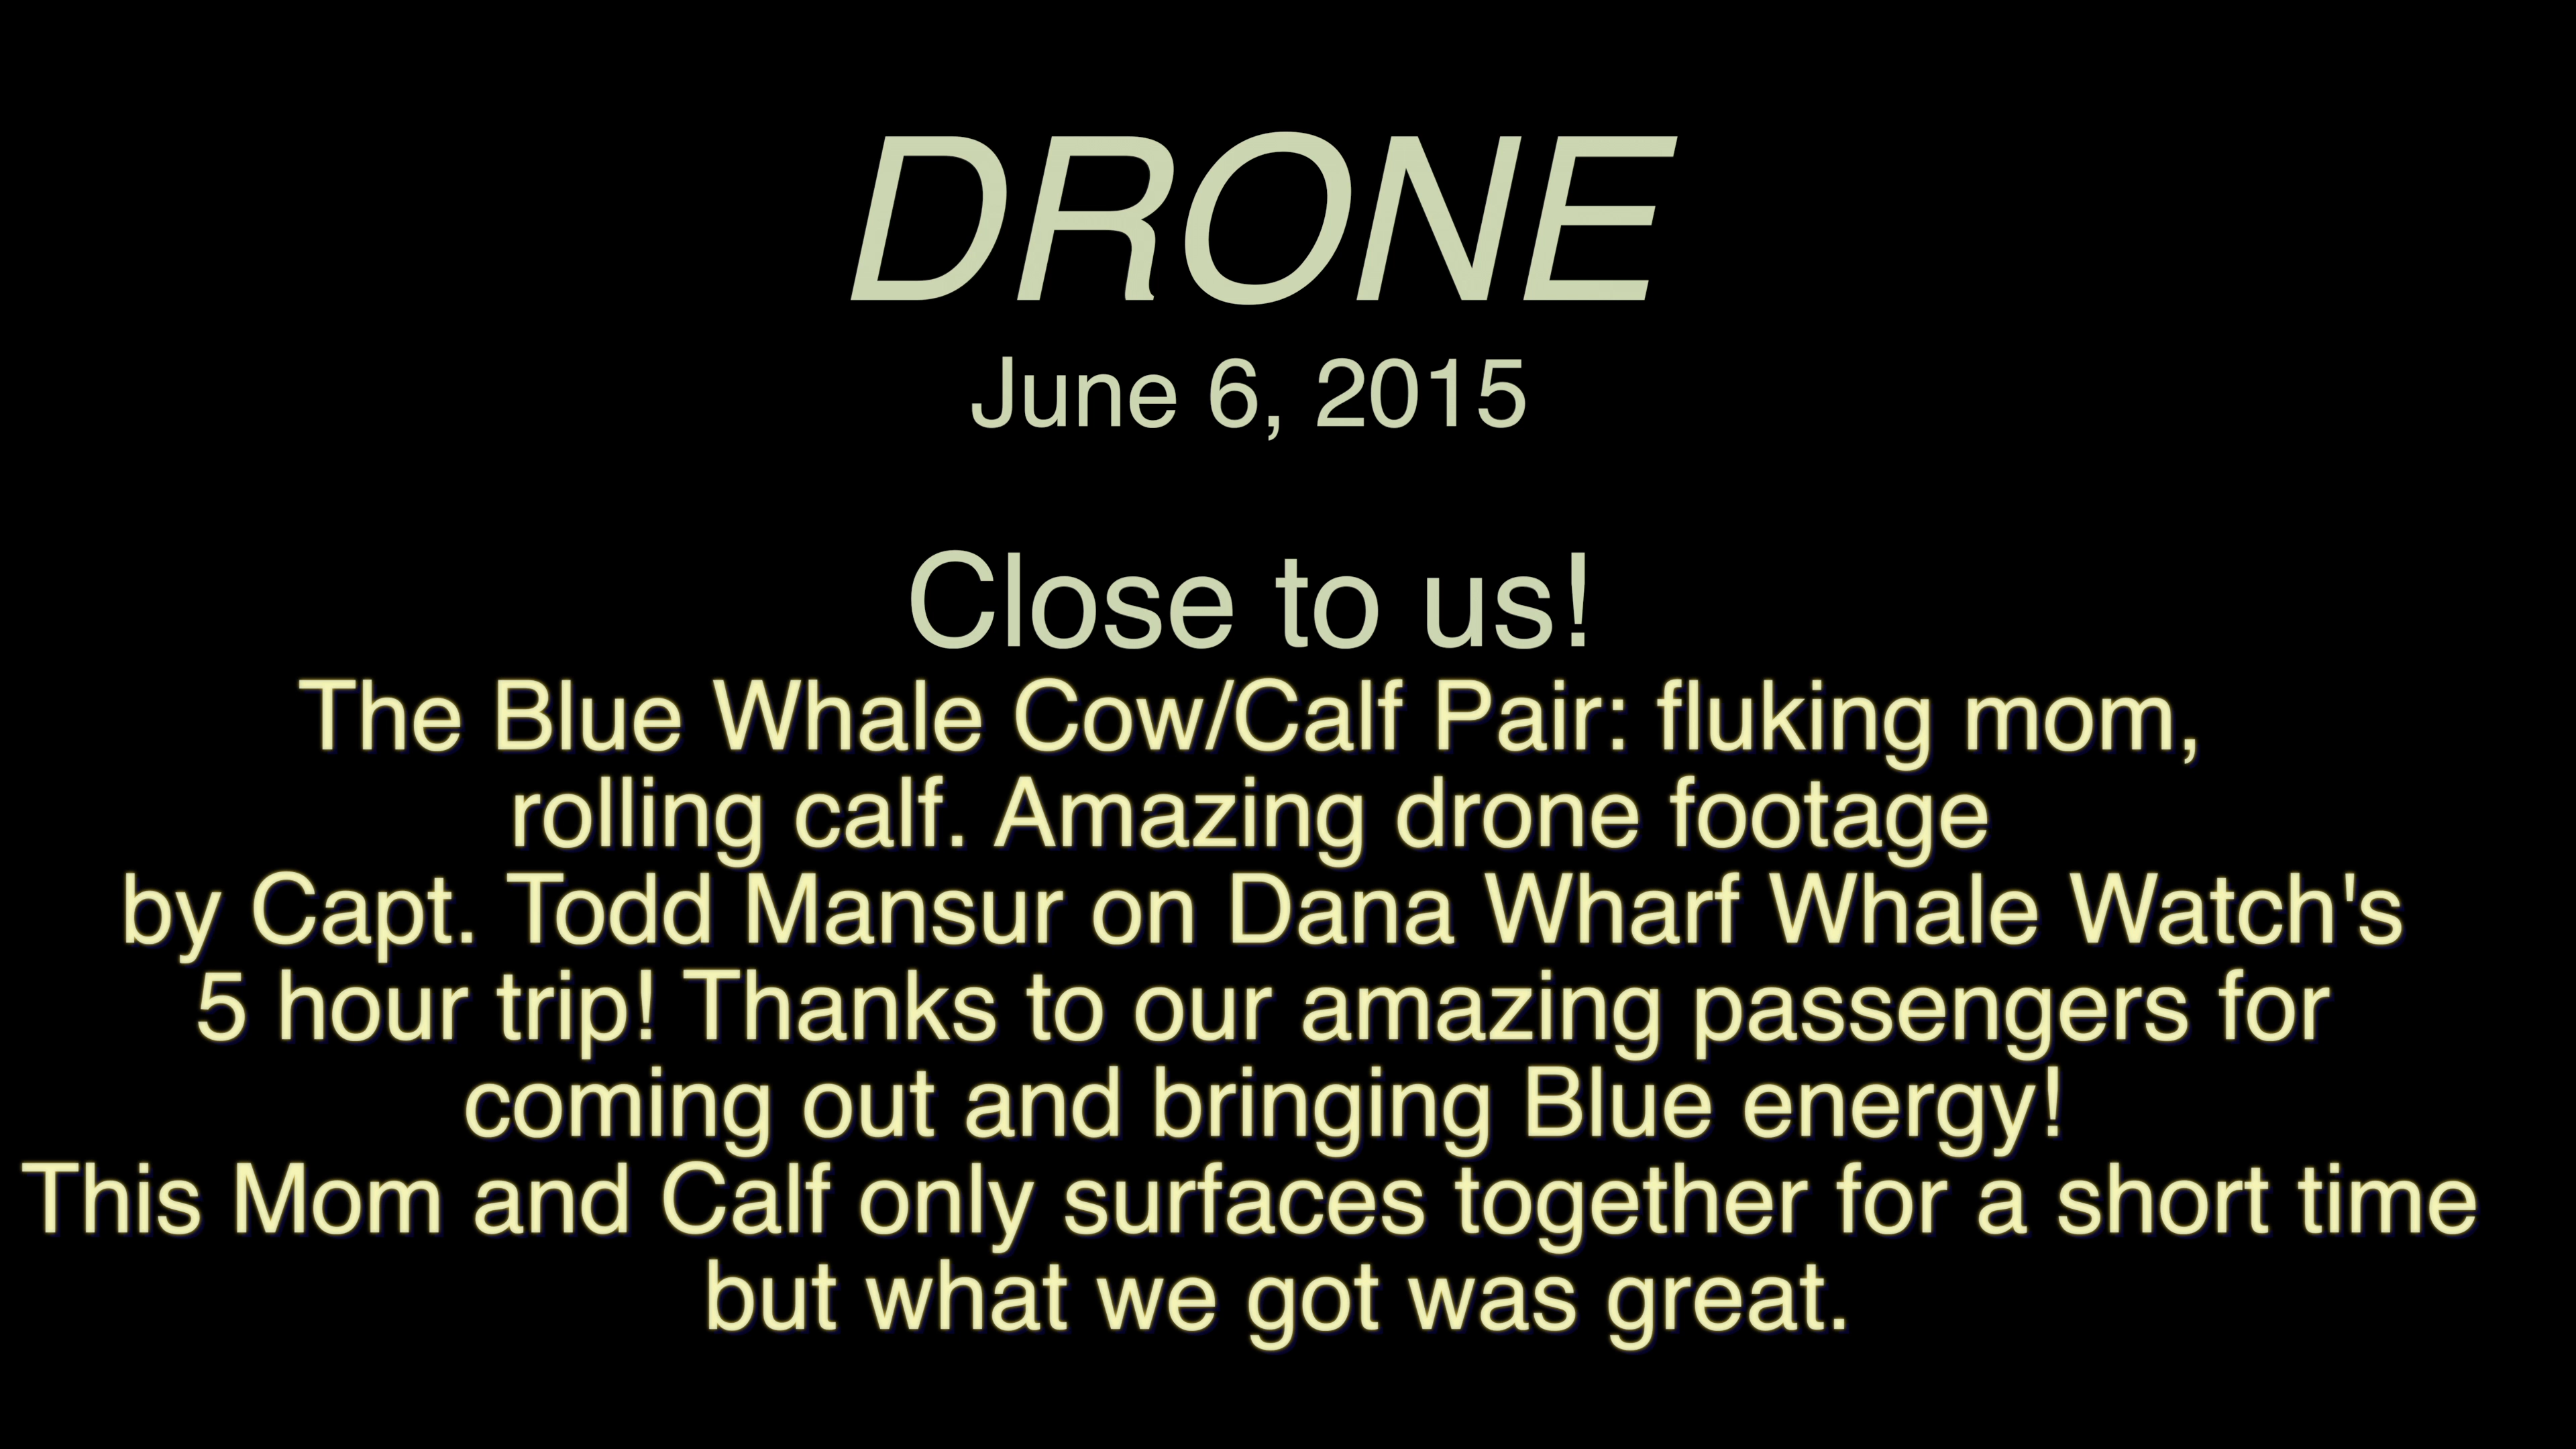 DRONE
June 6, 2015
Close to us!
The Blue Whale Cow/Calf Pair: fluking mom,
rolling calf. Amazing drone footage
by Capt. Todd Mansur on Dana Wharf Whale Watch's
5 hour trip! Thanks to our amazing passengers for
coming out and bringing Blue energy!
This Mom and Calf only surfaces together for a short time
but what we got was great.